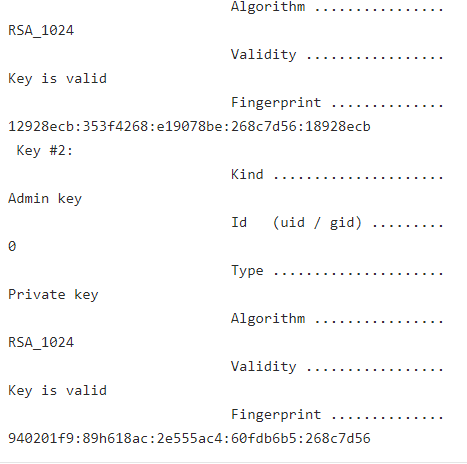 Algorithm ................
RSA_1024
Validity .................
Key is valid
Fingerprint ..............
12928ecb:353f4268:e19078be:268c7d56:18928ecb
Key #2:
Kind .....................
Admin key
Id   (uid / gid) .........
0
Type .....................
Private key
Algorithm ................
RSA_1024
Validity .................
Key is valid
Fingerprint ..............
940201f9:89h618ac:2e555ac4:60fdb6b5:268c7d56